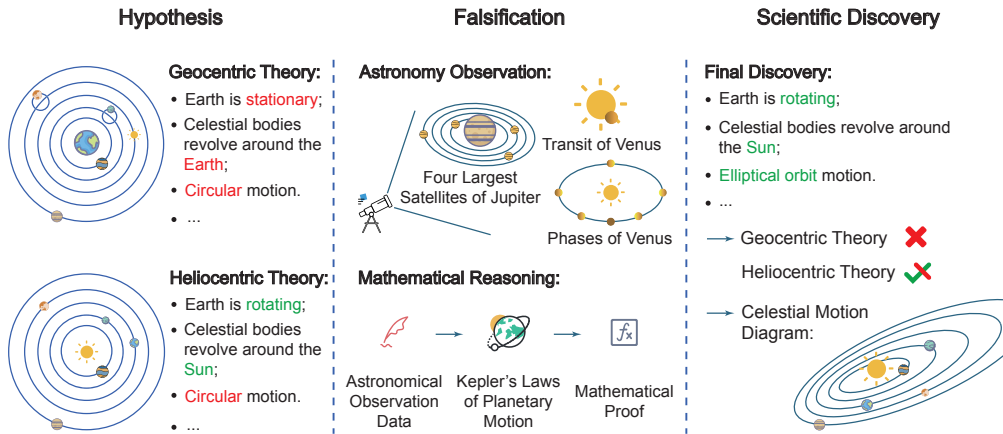 Hypothesis
Geocentric Theory:
• Earth is stationary;
• Celestial bodies
revolve around the
Earth;
• Circular motion.
• ...
Heliocentric Theory:
• Earth is rotating;
• Celestial bodies
revolve around the
Sun;
• Circular motion.
• ...
Falsification
Astronomy Observation:
Four Largest
Satellites of Jupiter
Transit of Venus
Phases of Venus
Mathematical Reasoning:
Astronomical
Observation
Data
Kepler's Laws
of Planetary
Motion
fx
Mathematical
Proof
Scientific Discovery
Final Discovery:
• Earth is rotating;
• Celestial bodies revolve around
the Sun;
• Elliptical orbit motion.
• ...
Geocentric Theory
Heliocentric Theory
Celestial Motion
Diagram: